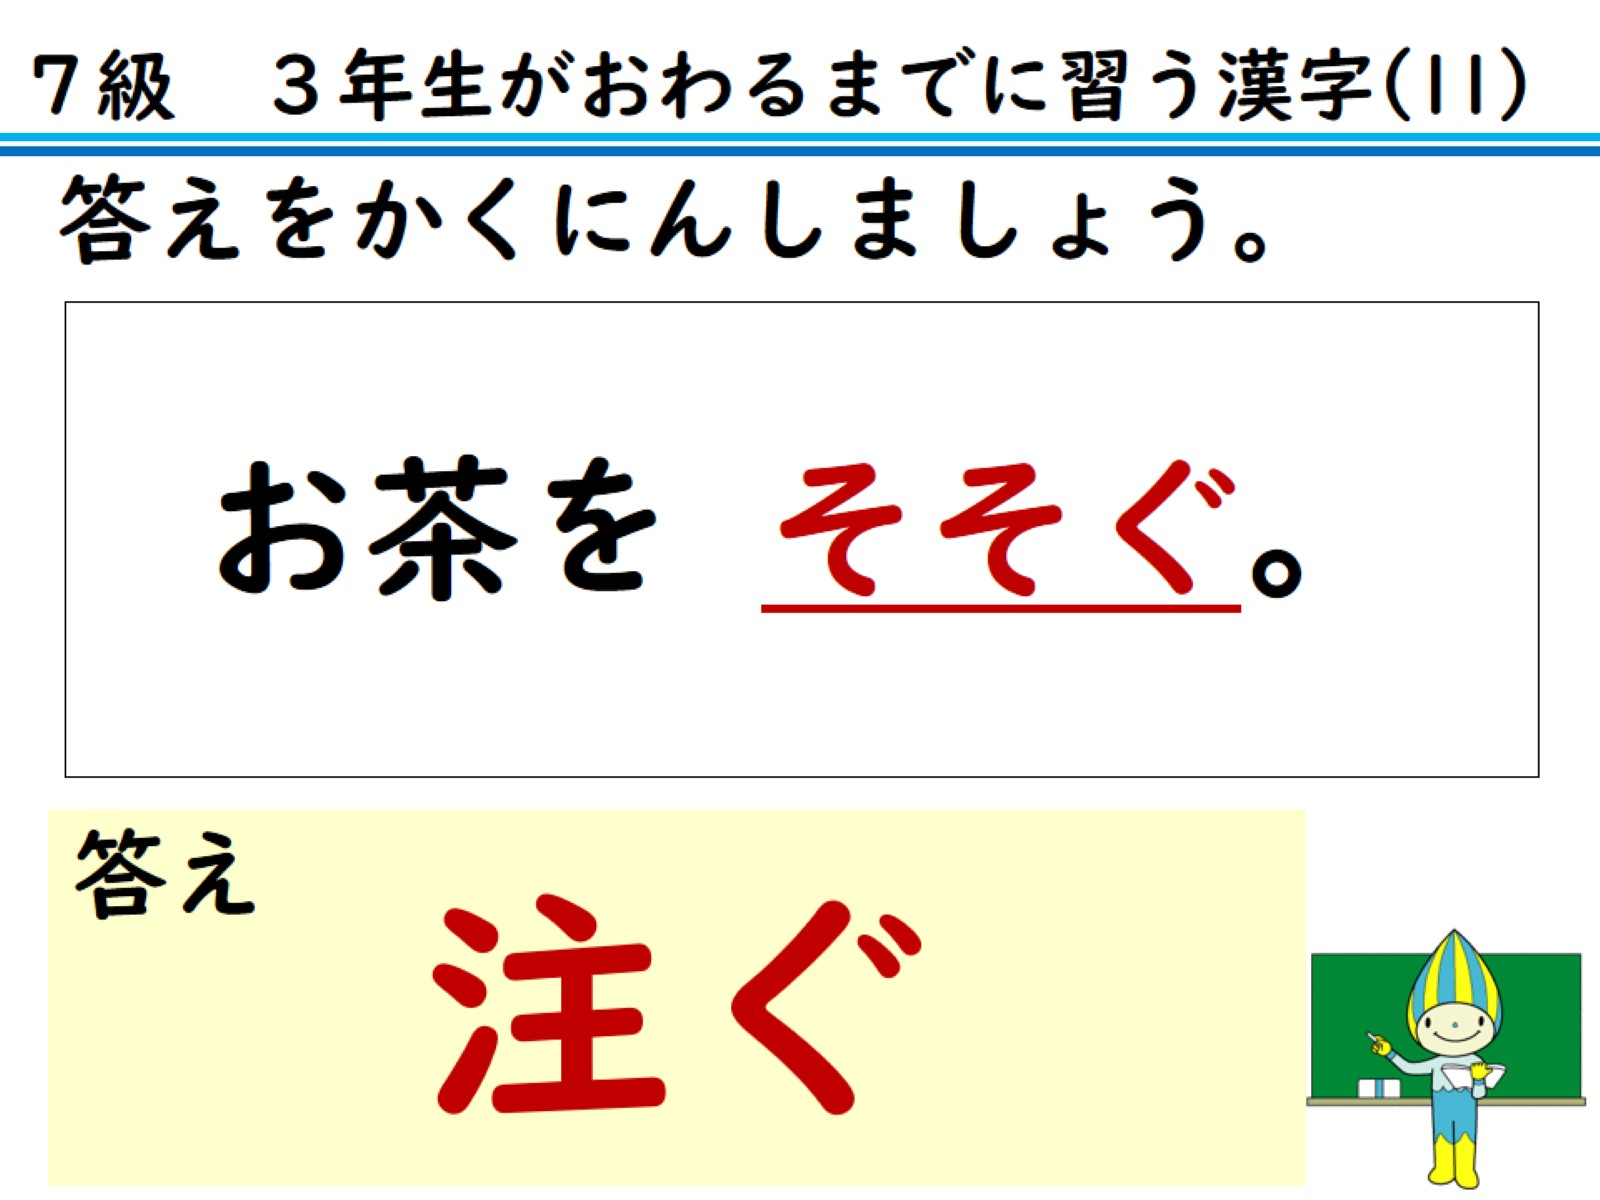 ７級　３年生がおわるまでに習う漢字(11)
答えをかくにんしましょう。
お茶を　そそぐ。
答え
注ぐ